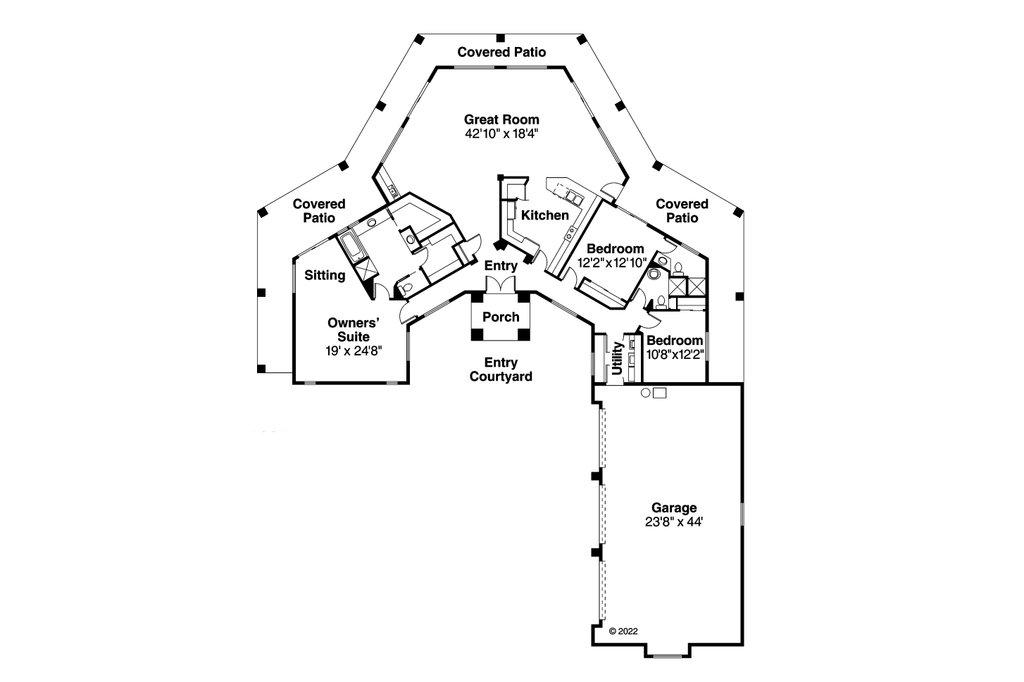 Covered Patio
Great Room
42'10" x 18'4"
Covered
Patio
Covered
Patio
Kitchen
Bedroom
12'2"x12'10"
Entry
Sitting
Porch
Owners'
Suite
19' x 24'8"
Utility
Bedroom
10'8"x12'2"
Entry
Courtyard
Garage
23'8" x 44'
© 2022